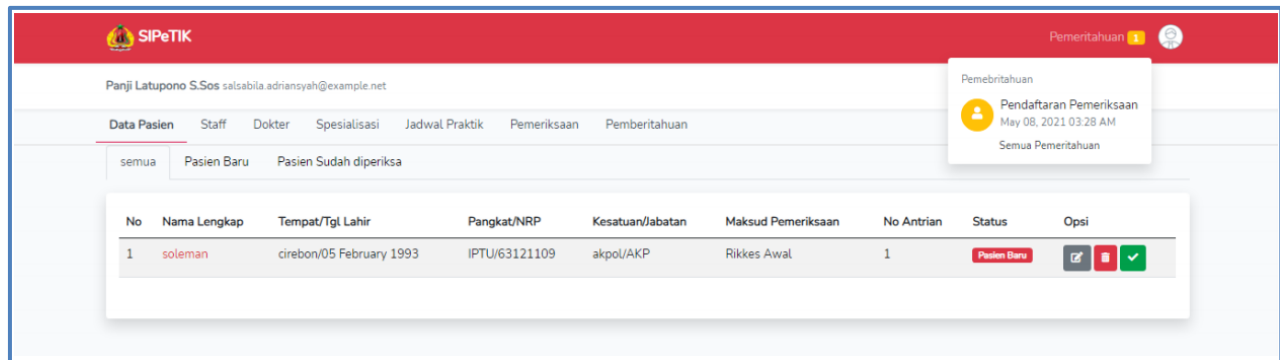 SIPeTIK
Pemeritahuan 1
Panji Latupono S.Sos salsabila.adriansyah@example.net
Pemebritahuan
Pendaftaran Pemeriksaan
May 08, 2021 03:28 AM
Semua Pemeritahuan
Data Pasien Staff Dokter Spesialisasi Jadwal Praktik Pemeriksaan Pemberitahuan
semua Pasien Baru Pasien Sudah diperiksa
No Nama Lengkap Tempat/Tgl Lahir Pangkat/NRP Kesatuan/Jabatan Maksud Pemeriksaan No Antrian Status Opsi
1 soleman cirebon/05 February 1993 IPTU/63121109 akpol/AKP Rikkes Awal 1 Pasien Baru